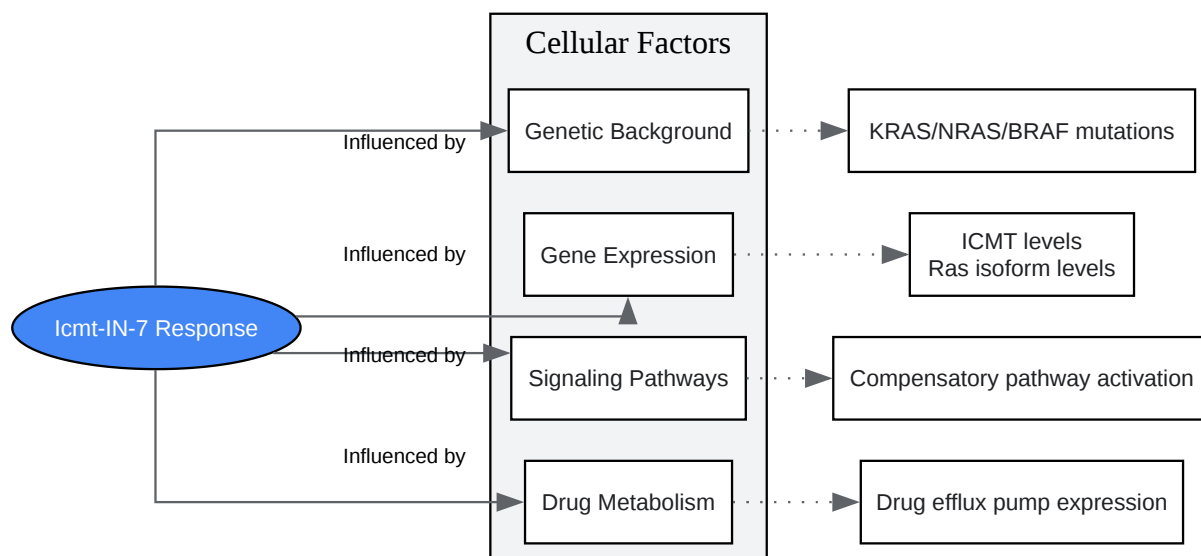 Cellular Factors
Influenced by
Genetic Background
KRAS/NRAS/BRAF mutations
Influenced by
Gene Expression
ICMT levels
Ras isoform levels
Icmt-IN-7 Response
Influenced by
Signaling Pathways
Compensatory pathway activation
Influenced by
Drug Metabolism
Drug efflux pump expression